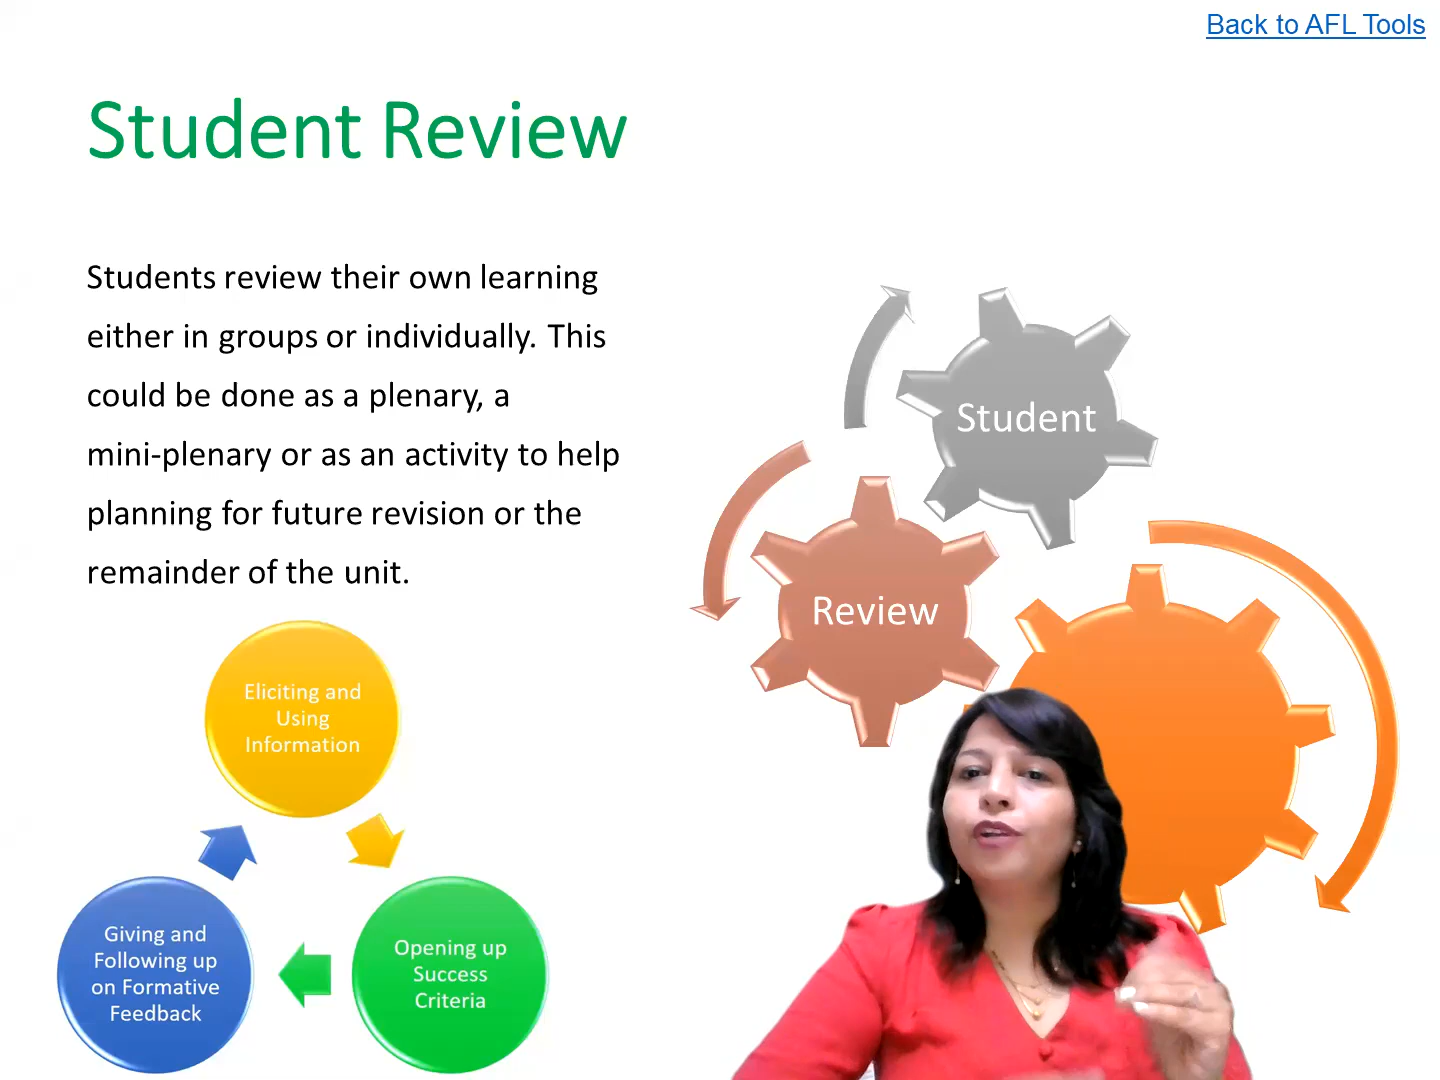 Back to AFL Tools
Student Review
Students review their own learning
either in groups or individually. This
could be done as a plenary, a
mini-plenary or as an activity to help
planning for future revision or the
remainder of the unit.
Student
Review
Eliciting and
Using
Information
Giving and
Following up
on Formative
Feedback
Opening up
Success
Criteria